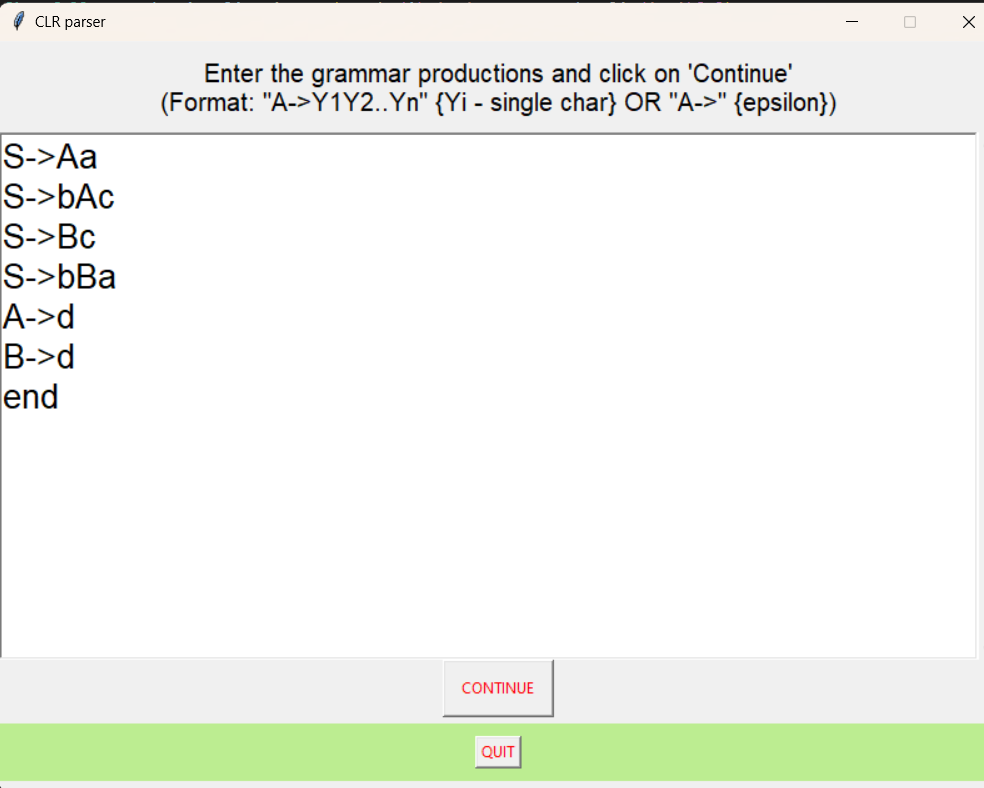 CLR parser
Enter the grammar productions and click on 'Continue'
(Format: "A->Y1Y2..Yn" {Yi - single char} OR "A->" {epsilon})
S->Aa
S->bAc
S->Bc
S->bBa
A->d
B->d
end
CONTINUE
QUIT